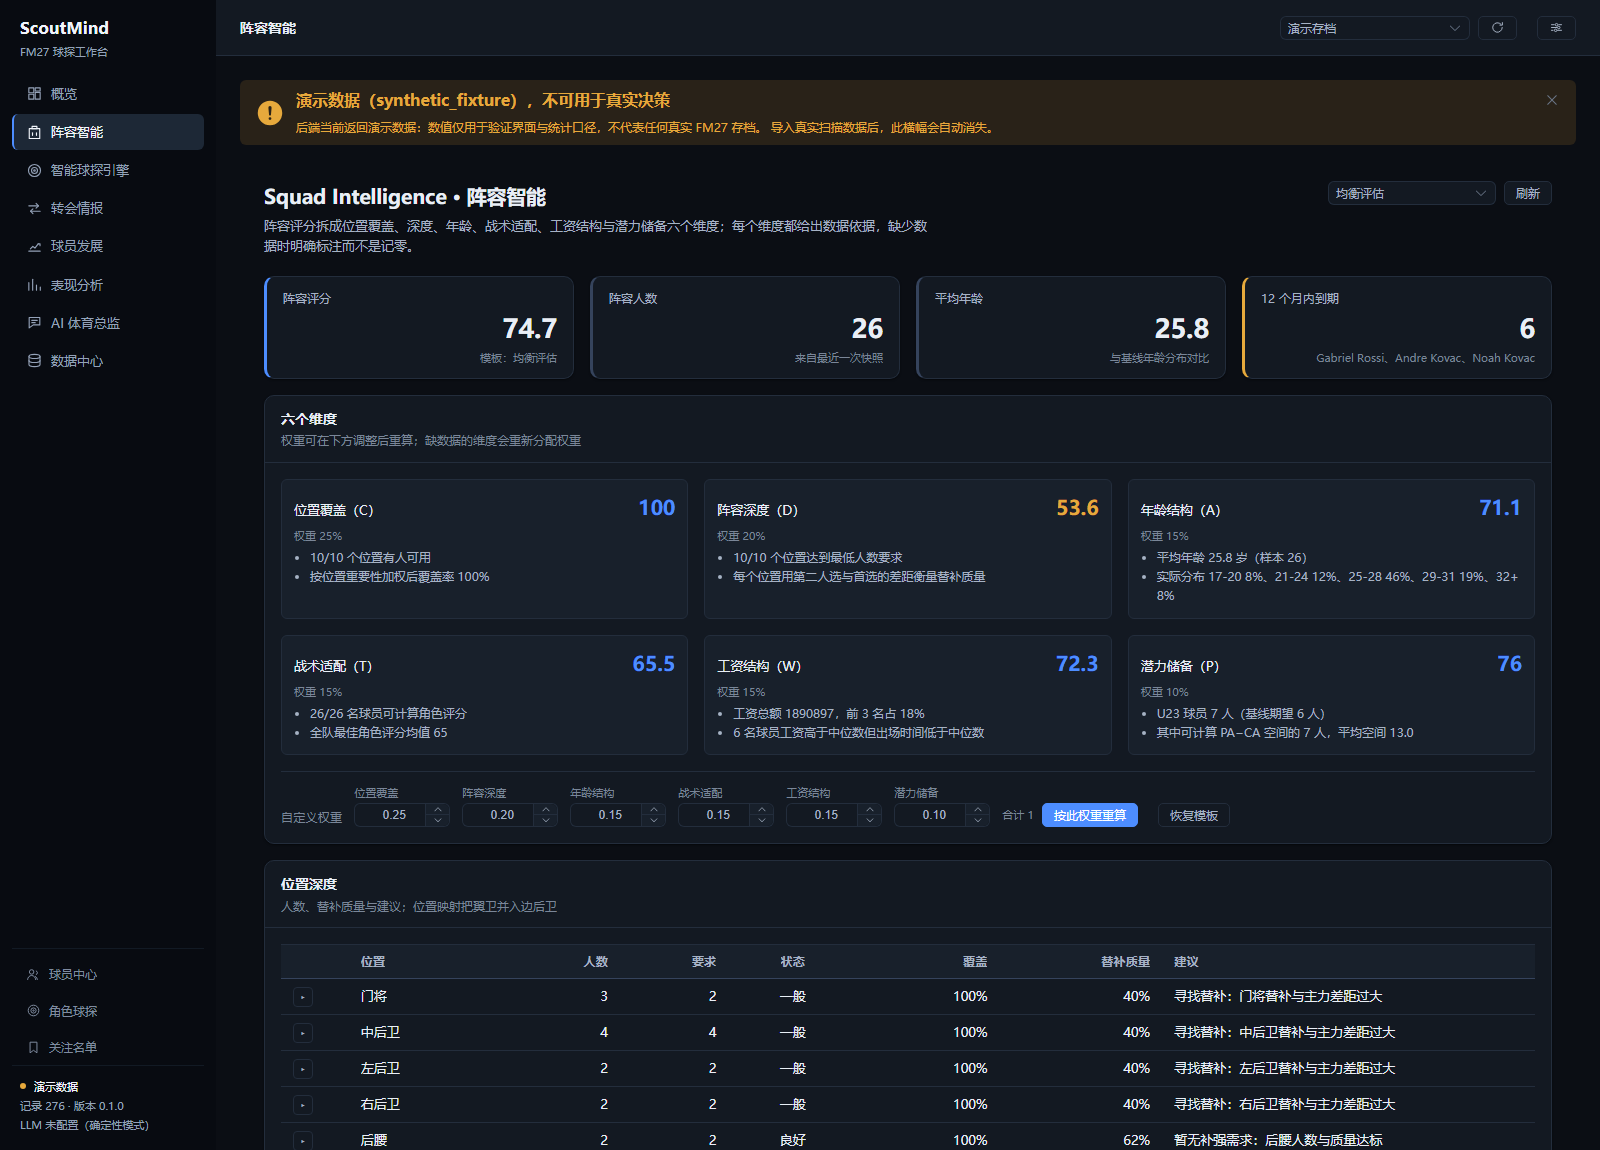 ScoutMind
FM27 球探工作台
概览
阵容智能
智能球探引擎
转会情报
球员发展
表现分析
AI 体育总监
数据中心
球员中心
角色球探
关注名单
演示数据
记录 276 · 版本 0.1.0
LLM 未配置（确定性模式）
阵容智能
演示存档
演示数据（synthetic_fixture），不可用于真实决策
后端当前返回演示数据：数值仅用于验证界面与统计口径，不代表任何真实 FM27 存档。 导入真实扫描数据后，此横幅会自动消失。
Squad Intelligence • 阵容智能
阵容评分拆成位置覆盖、深度、年龄、战术适配、工资结构与潜力储备六个维度；每个维度都给出数据依据，缺少数
据时明确标注而不是记零。
均衡评估
刷新
阵容评分
74.7
模板：均衡评估
阵容人数
26
来自最近一次快照
平均年龄
25.8
与基线年龄分布对比
12 个月内到期
6
Gabriel Rossi、Andre Kovac、Noah Kovac
六个维度
权重可在下方调整后重算；缺数据的维度会重新分配权重
位置覆盖（C） 100
权重 25%
• 10/10 个位置有人可用
• 按位置重要性加权后覆盖率 100%
阵容深度（D） 53.6
权重 20%
• 10/10 个位置达到最低人数要求
• 每个位置用第二人选与首选的差距衡量替补质量
年龄结构（A） 71.1
权重 15%
• 平均年龄 25.8 岁（样本 26）
• 实际分布 17-20 8%、21-24 12%、25-28 46%、29-31 19%、32+
8%
战术适配（T） 65.5
权重 15%
• 26/26 名球员可计算角色评分
• 全队最佳角色评分均值 65
工资结构（W） 72.3
权重 15%
• 工资总额 1890897，前 3 名占 18%
• 6 名球员工资高于中位数但出场时间低于中位数
潜力储备（P） 76
权重 10%
• U23 球员 7 人（基线期望 6 人）
• 其中可计算 PA−CA 空间的 7 人，平均空间 13.0
位置覆盖 阵容深度 年龄结构 战术适配 工资结构 潜力储备
自定义权重 0.25 0.20 0.15 0.15 0.15 0.10 合计 1 按此权重重算 恢复模板
位置深度
人数、替补质量与建议；位置映射把翼卫并入边后卫
位置 人数 要求 状态 覆盖 替补质量 建议
门将 3 2 一般 100% 40% 寻找替补：门将替补与主力差距过大
中后卫 4 4 一般 100% 40% 寻找替补：中后卫替补与主力差距过大
左后卫 2 2 一般 100% 40% 寻找替补：左后卫替补与主力差距过大
右后卫 2 2 一般 100% 40% 寻找替补：右后卫替补与主力差距过大
后腰 2 2 良好 100% 62% 暂无补强需求：后腰人数与质量达标